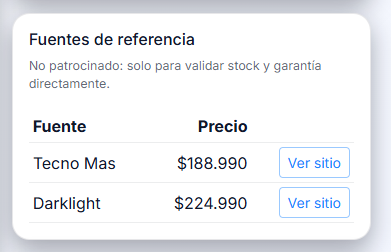 Fuentes de referencia
No patrocinado: solo para validar stock y garantía
directamente.
Fuente Precio
Tecno Mas $188.990 Ver sitio
Darklight $224.990 Ver sitio